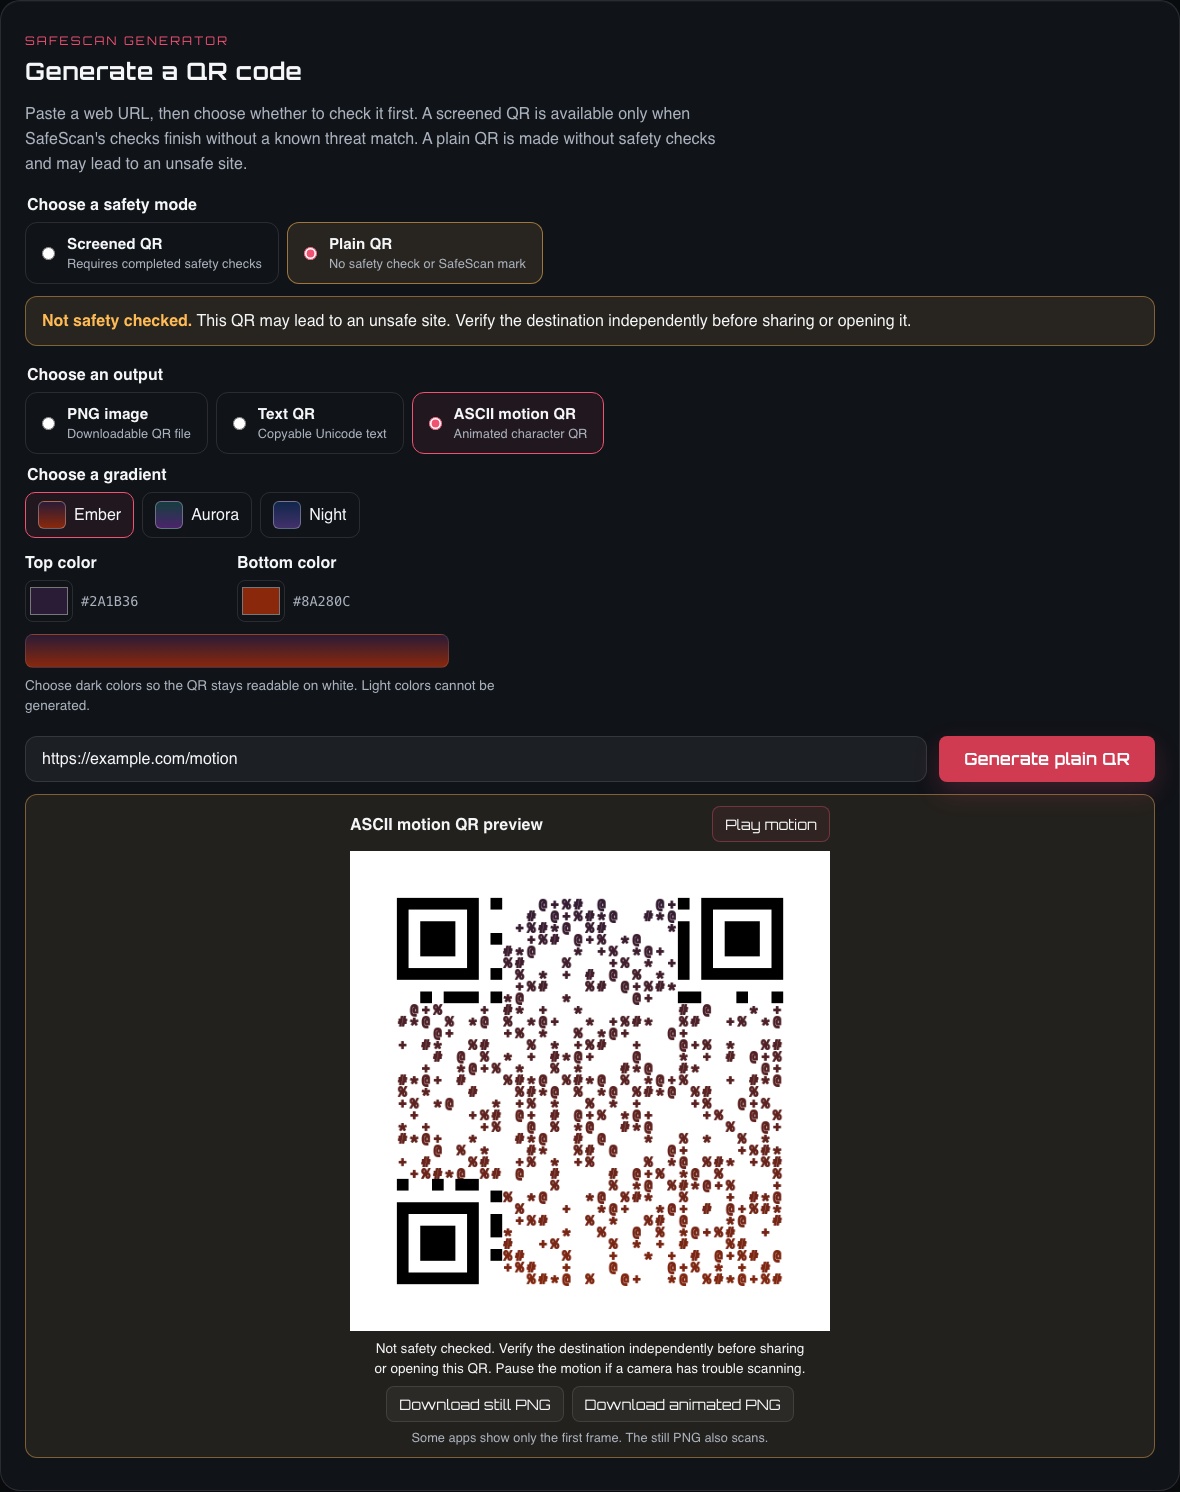 SAFESCAN GENERATOR
Generate a QR code
Paste a web URL, then choose whether to check it first. A screened QR is available only when
SafeScan's checks finish without a known threat match. A plain QR is made without safety checks
and may lead to an unsafe site.
Choose a safety mode
Screened QR
Requires completed safety checks
Plain QR
No safety check or SafeScan mark
Not safety checked. This QR may lead to an unsafe site. Verify the destination independently before sharing or opening it.
Choose an output
PNG image
Downloadable QR file
Text QR
Copyable Unicode text
ASCII motion QR
Animated character QR
Choose a gradient
Ember
Aurora
Night
Top color
Bottom color
#2A1B36
#8A280C
Choose dark colors so the QR stays readable on white. Light colors cannot be
generated.
https://example.com/motion
Generate plain QR
ASCII motion QR preview
Play motion
Not safety checked. Verify the destination independently before sharing
or opening this QR. Pause the motion if a camera has trouble scanning.
Download still PNG
Download animated PNG
Some apps show only the first frame. The still PNG also scans.